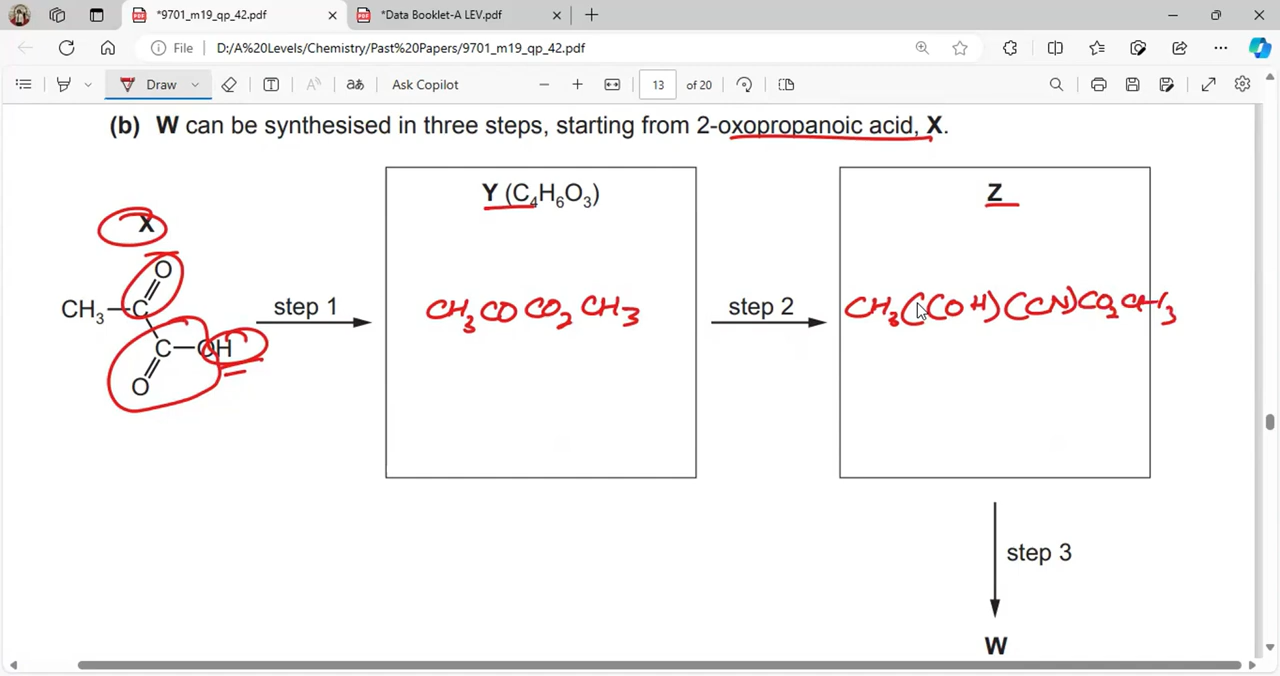 *9701_m19_qp_42.pdf
*Data Booklet-A LEV.pdf
File D:/A%20Levels/Chemistry/Past%20Papers/9701_m19_qp_42.pdf
Draw
Ask Copilot
13 of 20
(b) W can be synthesised in three steps, starting from 2-oxopropanoic acid, X.
X
Y (C4H6O3)
Z
O
CH3 C
C OH
O
step 1
CH3COCO2CH3
step 2
CH3(COH)(CN)CO2CH3
step 3
W